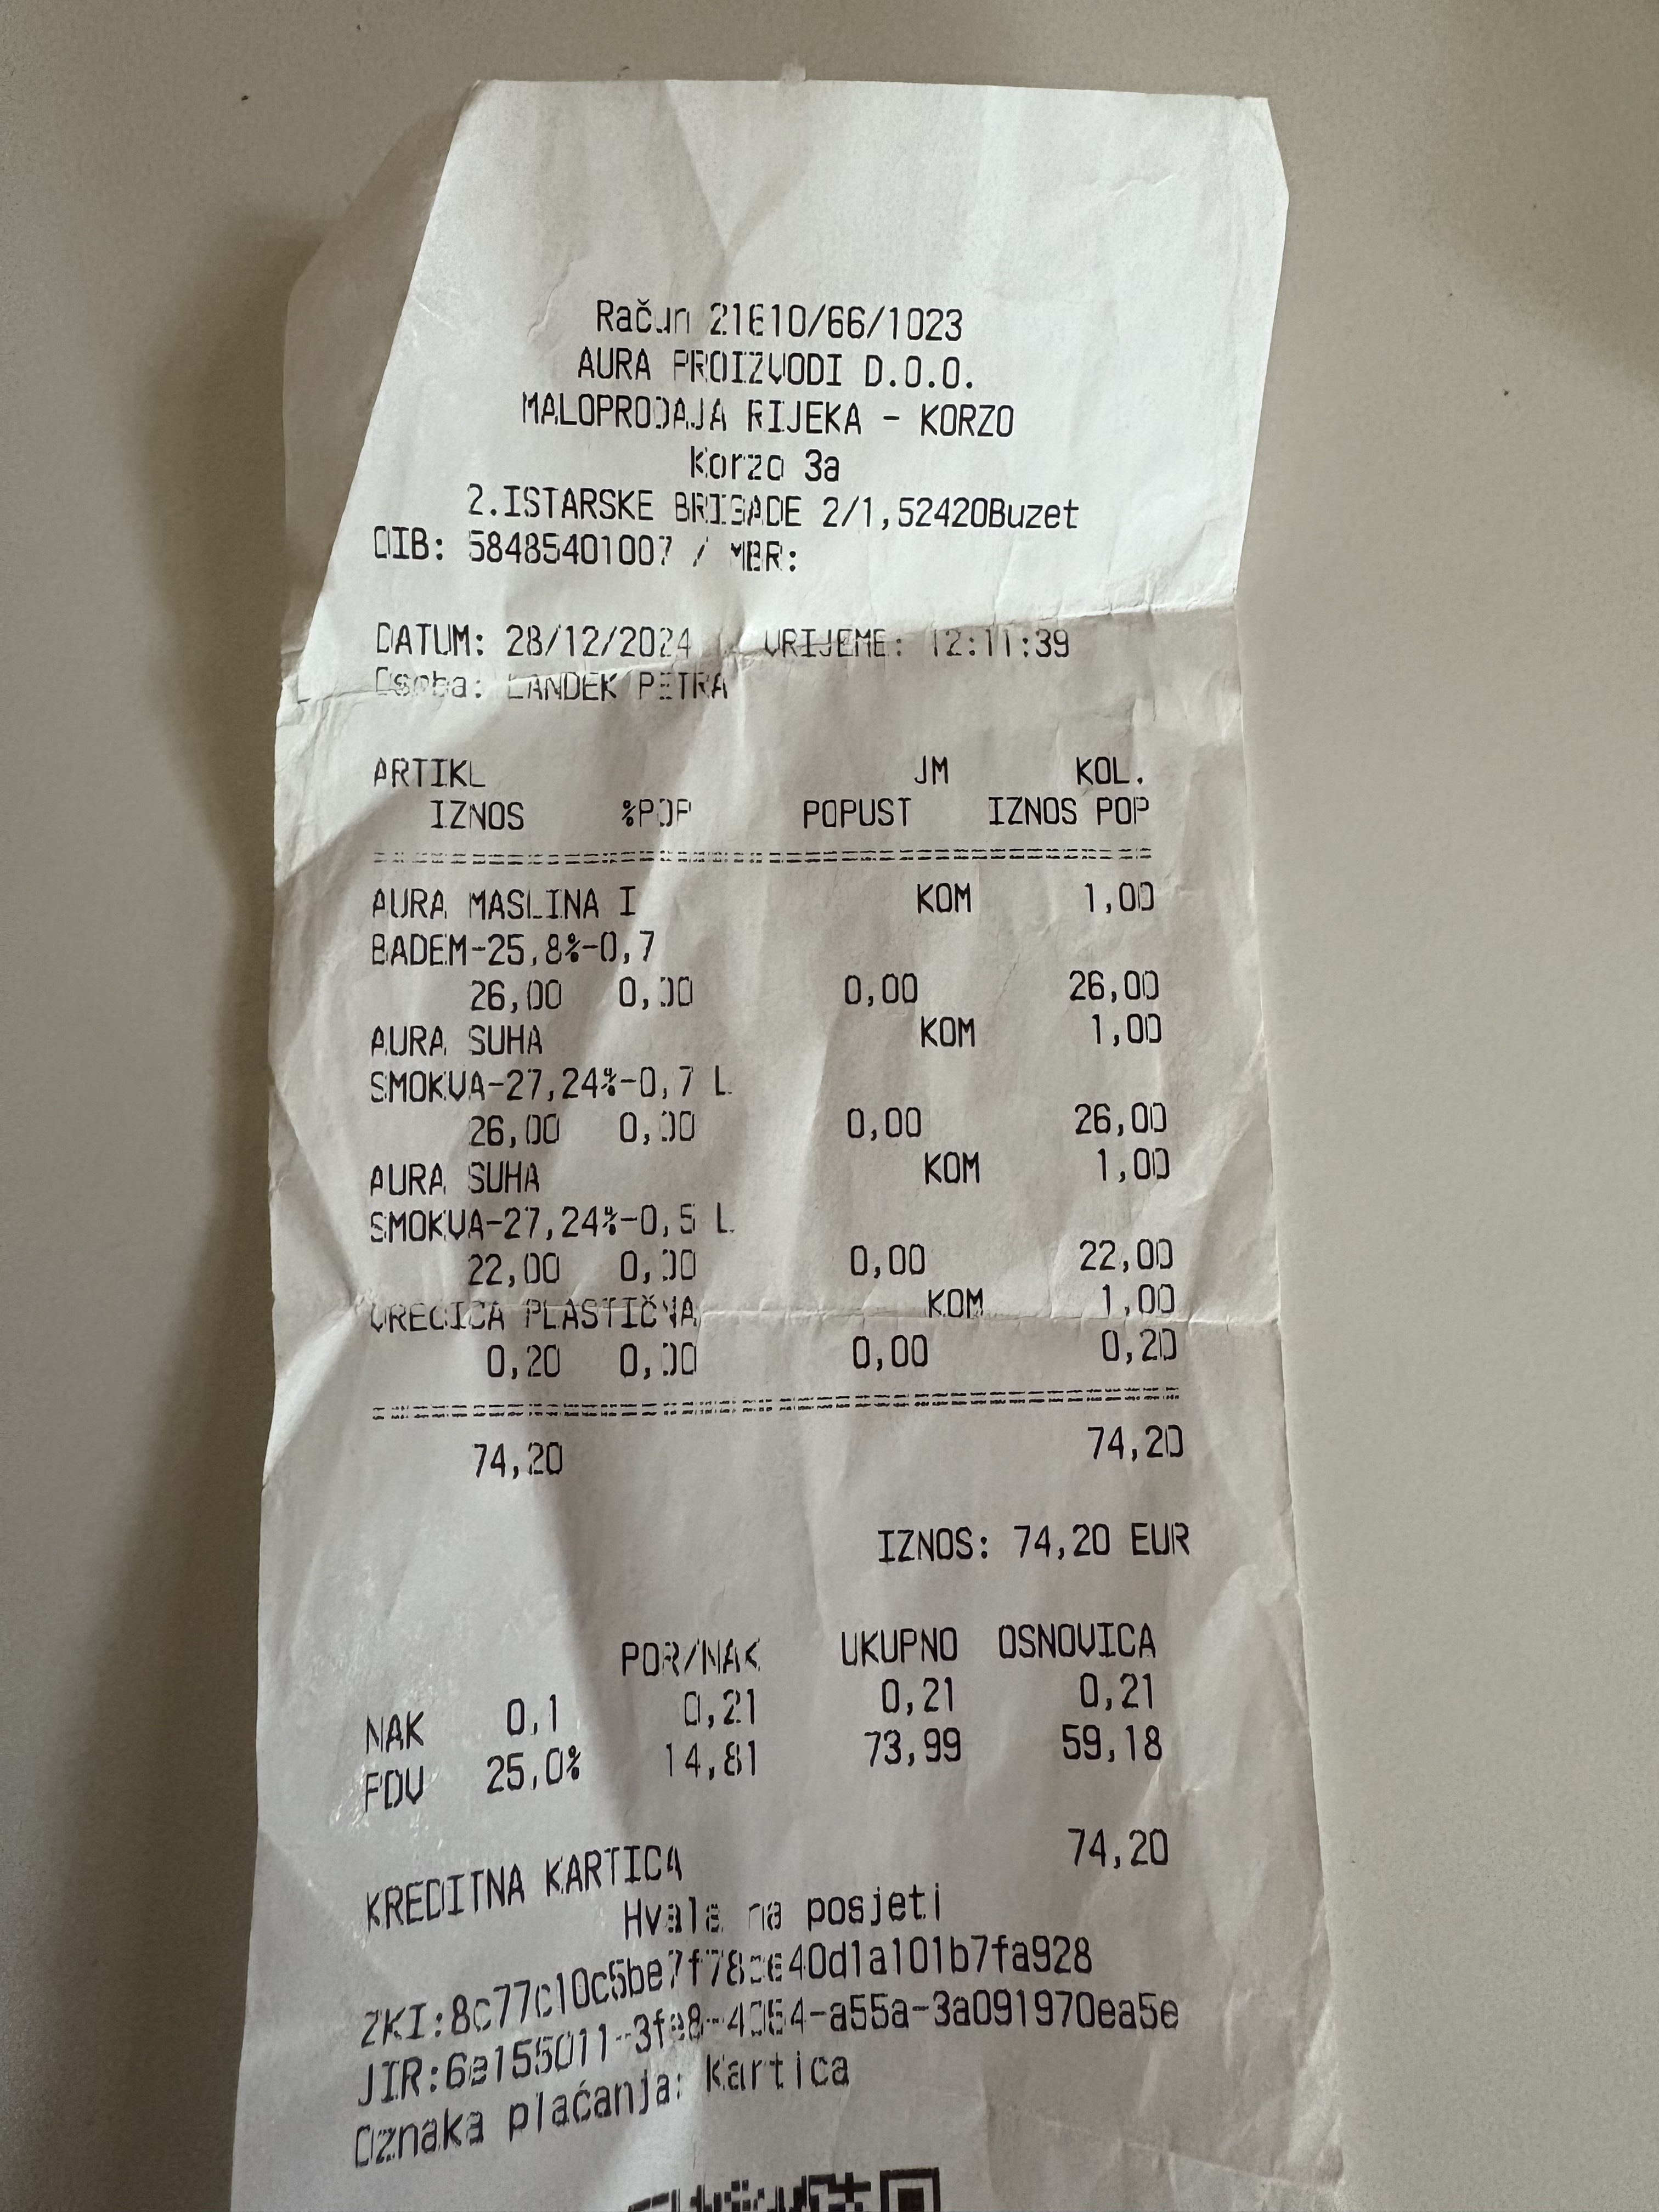 Račun 21610/66/1023
AURA PROIZVODI D.O.O.
MALOPRODAJA RIJEKA - KORZO
Korzo 3a
2.ISTARSKE BRIGADE 2/1,52420Buzet
OIB: 58485401007 / MBR:
DATUM: 28/12/2024 VRIJEME: 12:11:39
Osoba: LANDEK PETRA
ARTIKL JM KOL.
IZNOS %POP POPUST IZNOS POP
AURA MASLINA I KOM 1,00
BADEM-25,8%-0,7
26,00 0,00 0,00 26,00
AURA SUHA KOM 1,00
SMOKVA-27,24%-0,7 L
26,00 0,00 0,00 26,00
AURA SUHA KOM 1,00
SMOKVA-27,24%-0,5 L
22,00 0,00 0,00 22,00
VREĆICA PLASTIČNA KOM 1,00
0,20 0,00 0,00 0,20
74,20 74,20
IZNOS: 74,20 EUR
POR/NAK UKUPNO OSNOVICA
NAK 0,1 0,21 0,21 0,21
PDV 25,0% 14,81 73,99 59,18
KREDITNA KARTICA 74,20
Hvala na posjeti
ZKI:
JIR:
Oznaka plaćanja: Kartica